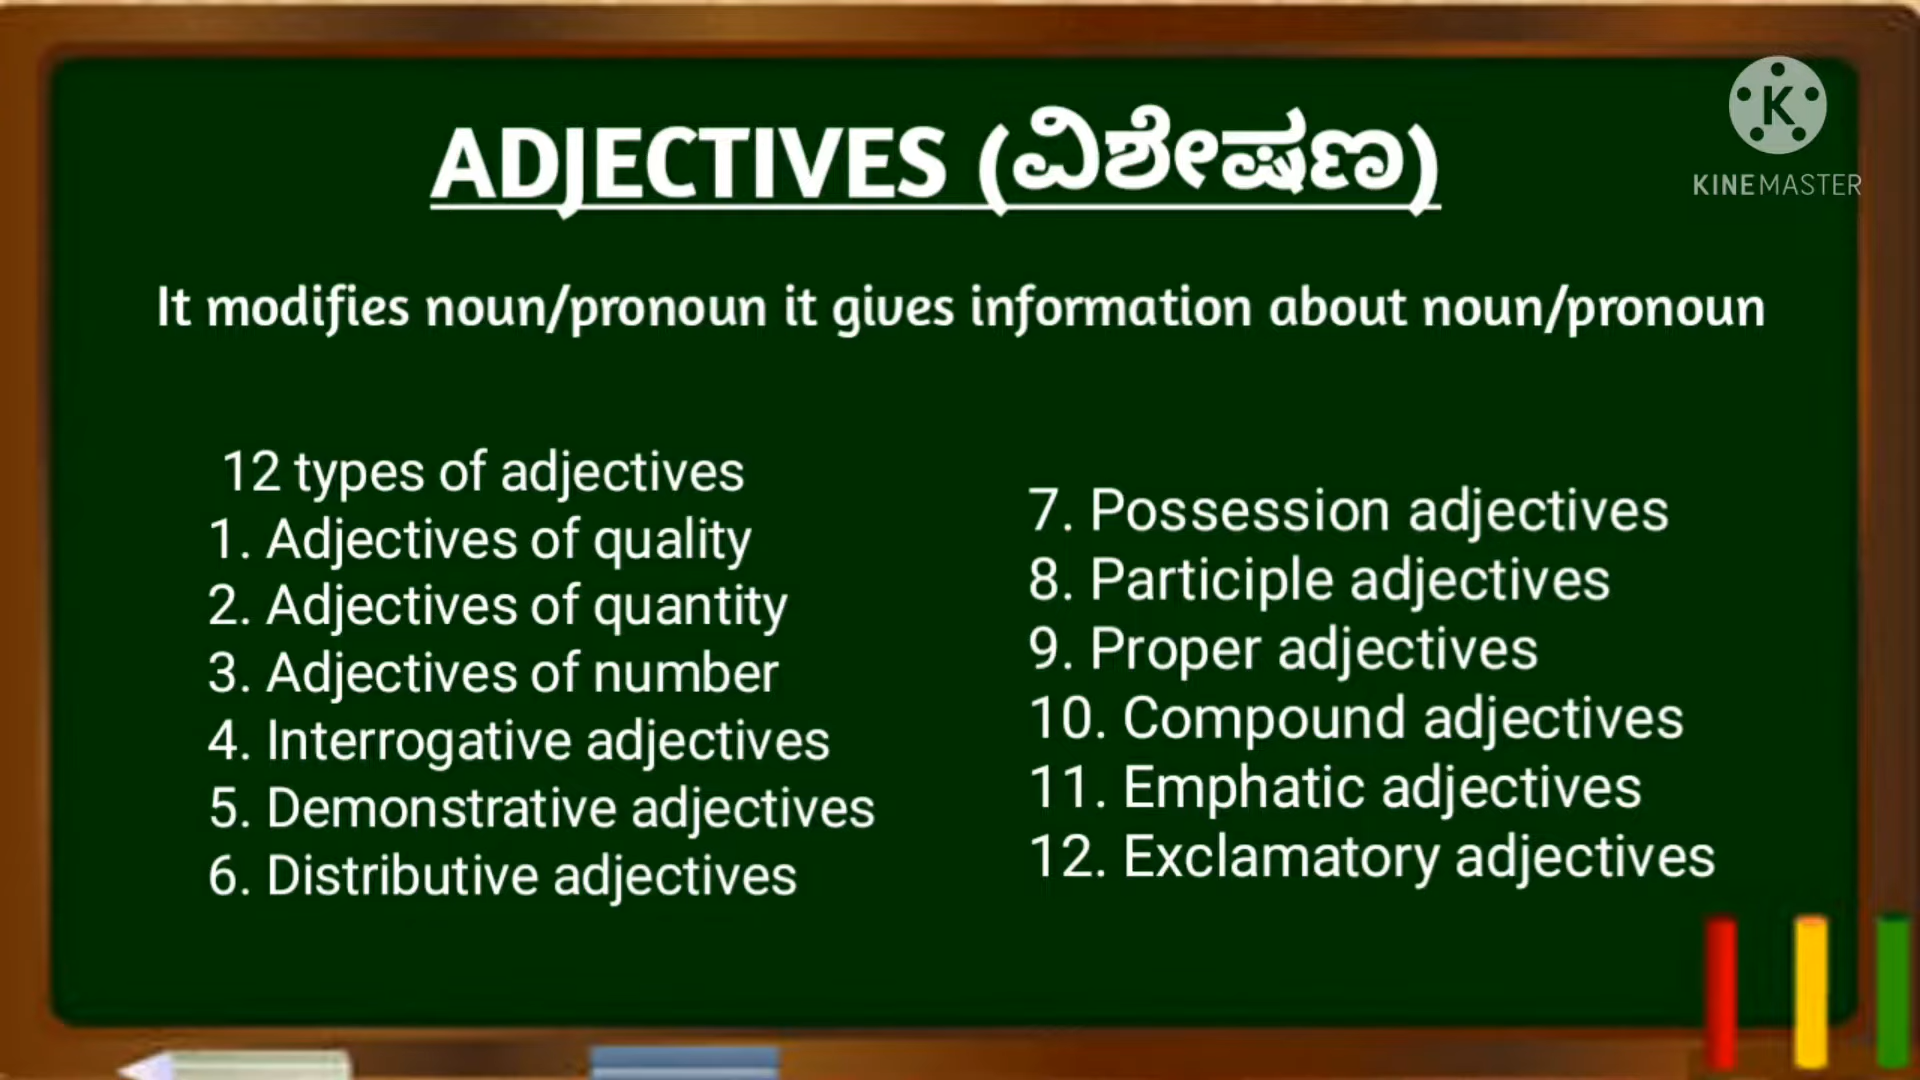 ADJECTIVES (ವಿಶೇಷಣ)
K
KINEMASTER
It modifies noun/pronoun it gives information about noun/pronoun
12 types of adjectives
1. Adjectives of quality
2. Adjectives of quantity
3. Adjectives of number
4. Interrogative adjectives
5. Demonstrative adjectives
6. Distributive adjectives
7. Possession adjectives
8. Participle adjectives
9. Proper adjectives
10. Compound adjectives
11. Emphatic adjectives
12. Exclamatory adjectives